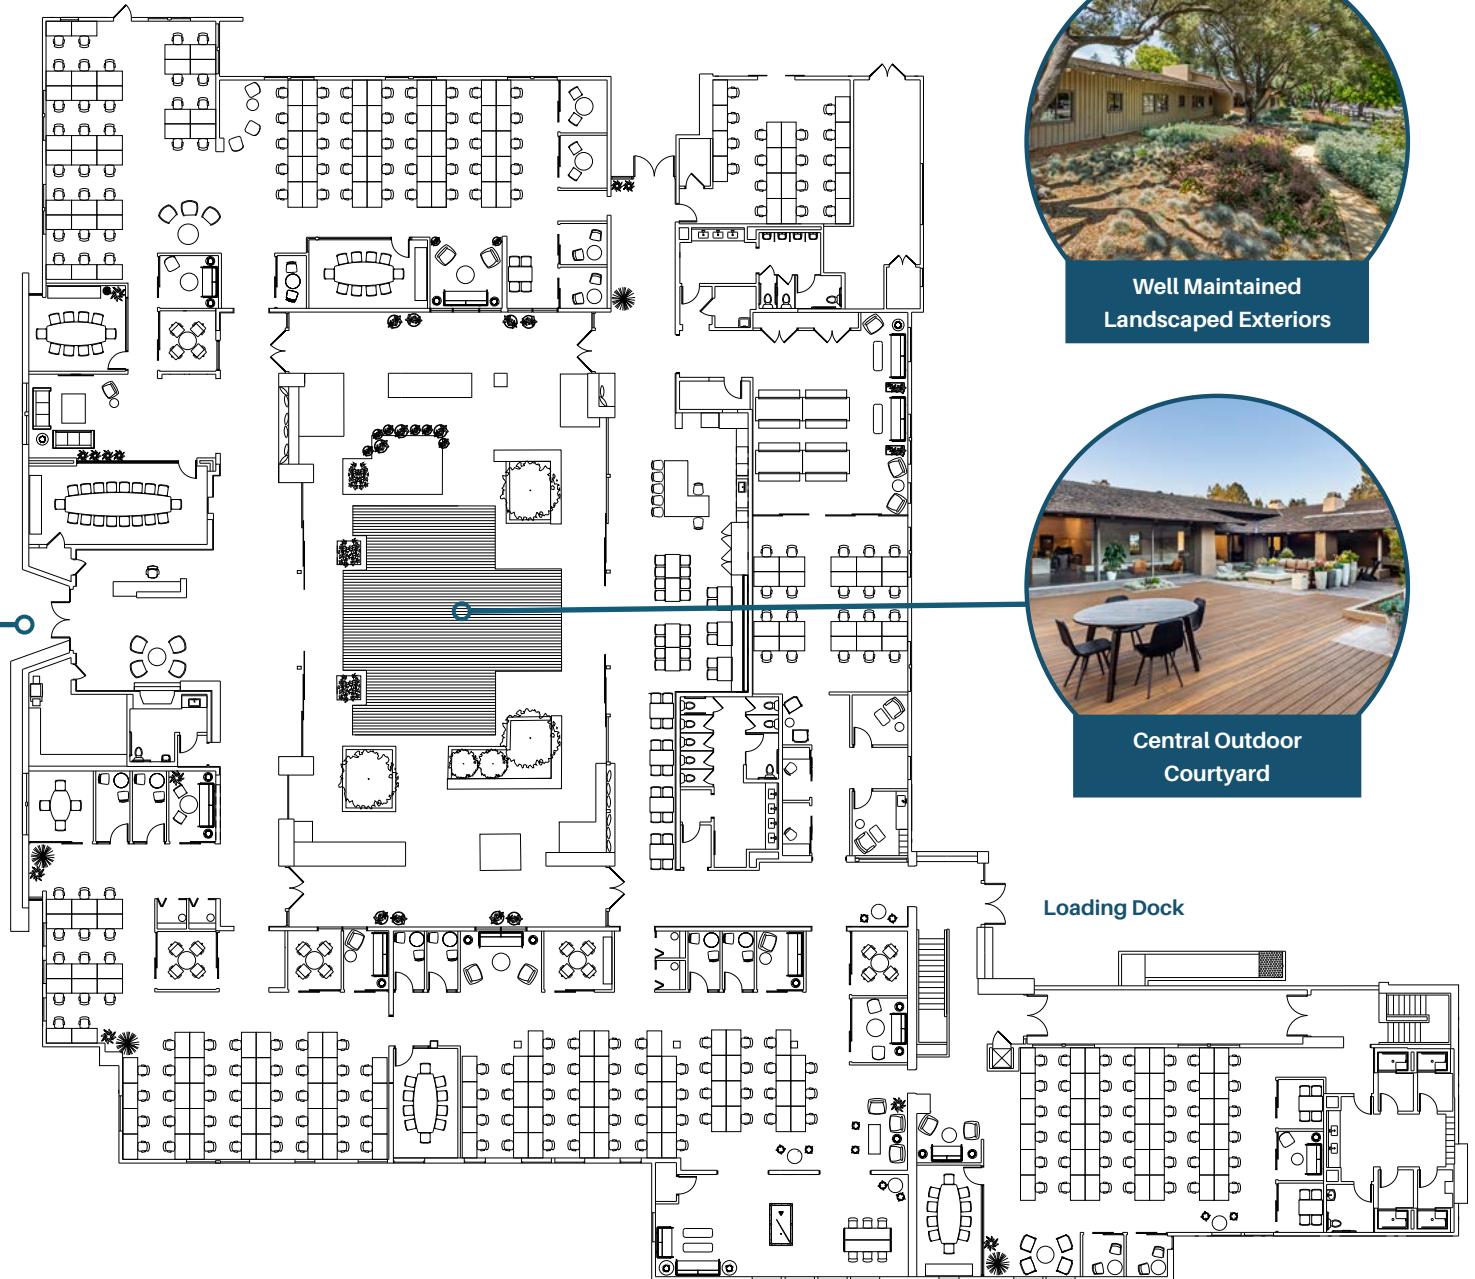 Well Maintained
Landscaped Exteriors
Central Outdoor
Courtyard
Loading Dock